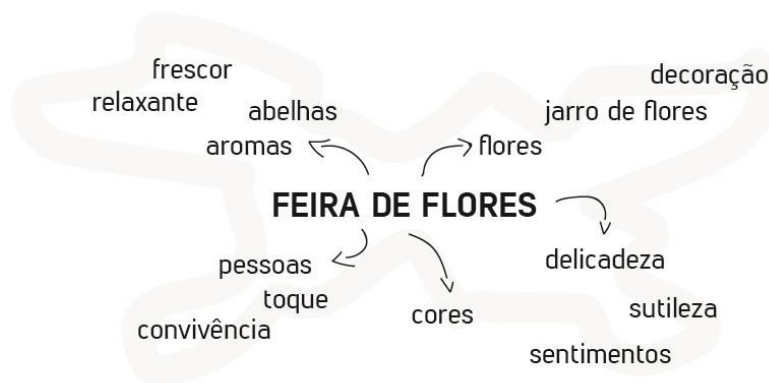 frescor
decoração
relaxante
abelhas
jarro de flores
aromas
flores
FEIRA DE FLORES
pessoas
delicadeza
toque
cores
sutileza
convivência
sentimentos